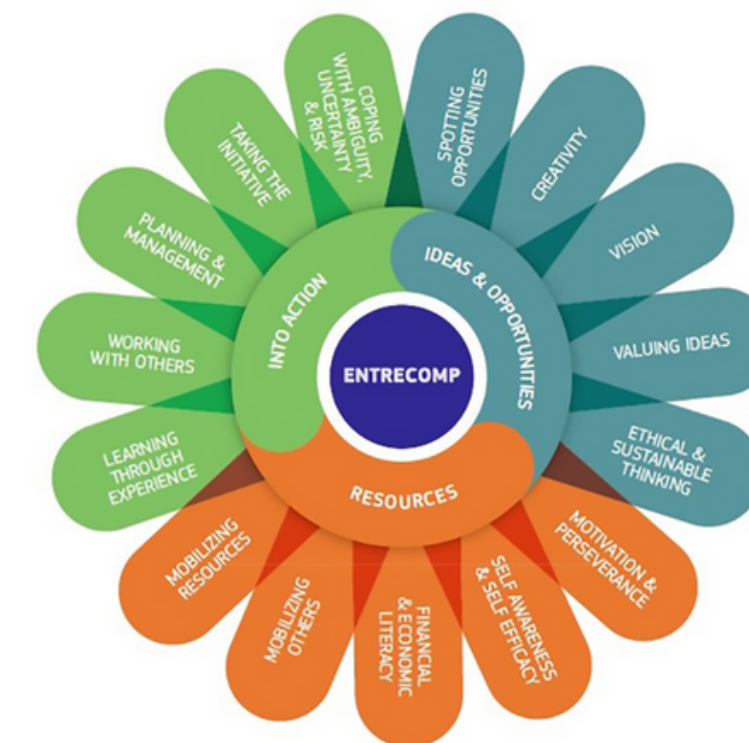 ENTRECOMP
IDEAS & OPPORTUNITIES
SPOTTING
OPPORTUNITIES
CREATIVITY
VISION
VALUING IDEAS
ETHICAL &
SUSTAINABLE
THINKING
RESOURCES
MOTIVATION &
PERSEVERANCE
SELF AWARENESS
& SELF EFFICACY
FINANCIAL
& ECONOMIC
LITERACY
MOBILIZING
OTHERS
MOBILIZING
RESOURCES
INTO ACTION
LEARNING
THROUGH
EXPERIENCE
WORKING
WITH OTHERS
PLANNING &
MANAGEMENT
TAKING THE
INITIATIVE
COPING
WITH AMBIGUITY,
UNCERTAINTY
& RISK